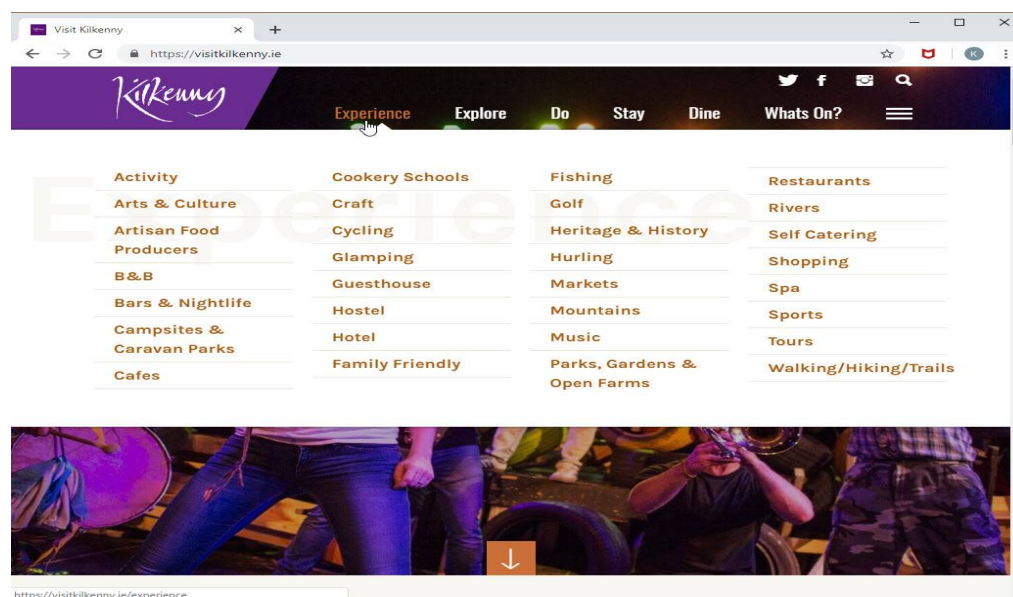 Visit Kilkenny
https://visitkilkenny.ie
K
Kilkenny
Experience Explore Do Stay Dine Whats On?
Experience
Activity
Arts & Culture
Artisan Food
Producers
B&B
Bars & Nightlife
Campsites &
Caravan Parks
Cafes
Cookery Schools
Craft
Cycling
Glamping
Guesthouse
Hostel
Hotel
Family Friendly
Fishing
Golf
Heritage & History
Hurling
Markets
Mountains
Music
Parks, Gardens &
Open Farms
Restaurants
Rivers
Self Catering
Shopping
Spa
Sports
Tours
Walking/Hiking/Trails
https://visitkilkenny.ie/experience